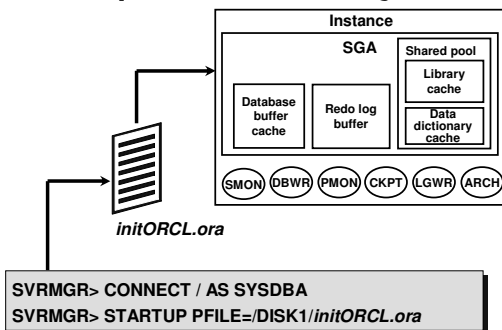 Instance
SGA
Shared pool
Library
cache
Database
buffer
cache
Redo log
buffer
Data
dictionary
cache
SMON DBWR PMON CKPT LGWR ARCH
initORCL.ora
SVRMGR> CONNECT / AS SYSDBA
SVRMGR> STARTUP PFILE=/DISK1/initORCL.ora